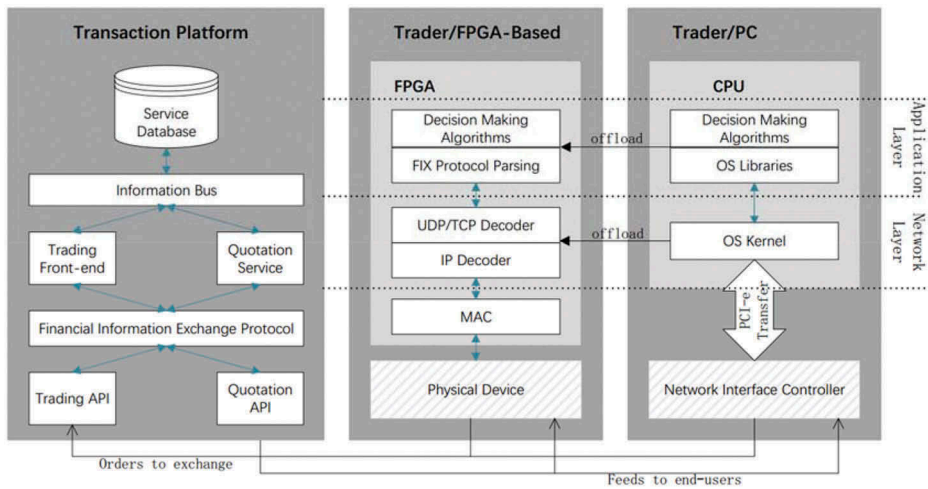 Transaction Platform
Service
Database
Information Bus
Trading
Front-end
Quotation
Service
Financial Information Exchange Protocol
Trading API
Quotation
API
Trader/FPGA-Based
FPGA
Decision Making
Algorithms
FIX Protocol Parsing
UDP/TCP Decoder
IP Decoder
MAC
Physical Device
offload
offload
Trader/PC
CPU
Decision Making
Algorithms
OS Libraries
OS Kernel
PCI-e
Transfer
Network Interface Controller
Application
Layer
Network
Layer
Orders to exchange
Feeds to end-users